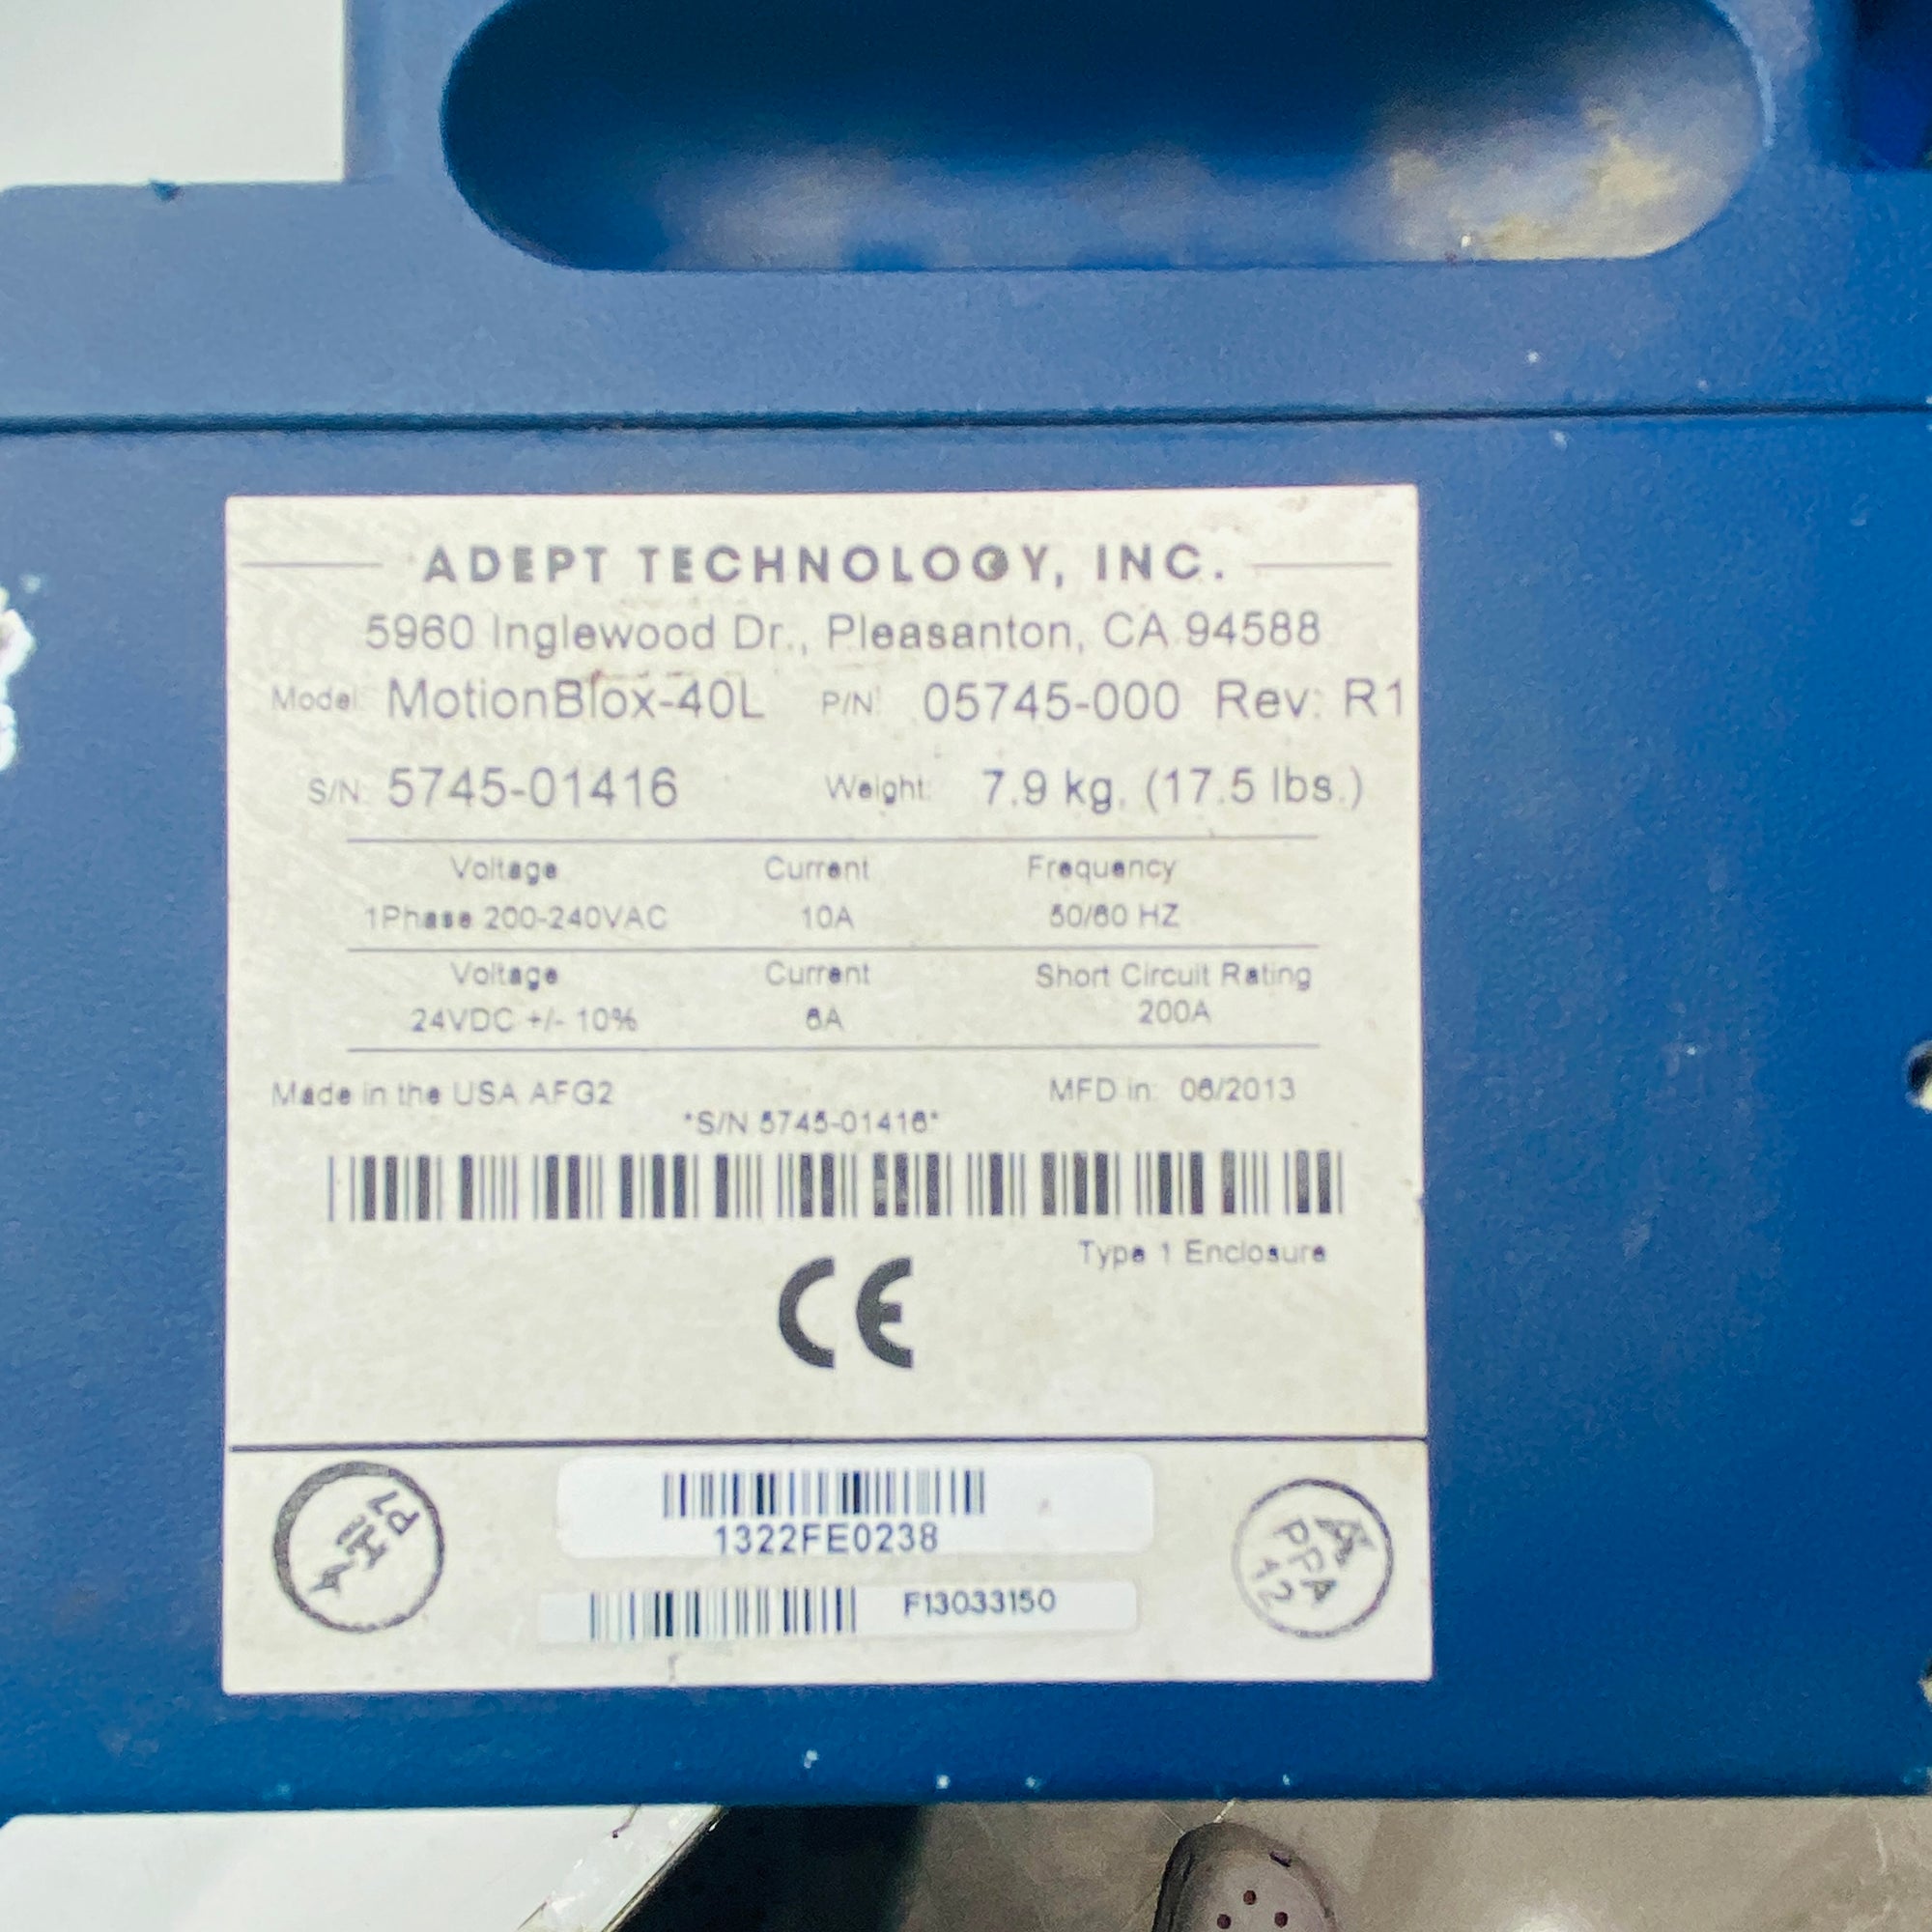 ADEPT TECHNOLOGY, INC.
5960 Inglewood Dr., Pleasanton, CA 94588
Model: MotionBlox-40L P/N: 05745-000 Rev: R1
S/N: 5745-01416 Weight: 7.9 kg. (17.5 lbs.)
Voltage Current Frequency
1Phase 200-240VAC 10A 50/60 HZ
Voltage Current Short Circuit Rating
24VDC +/- 10% 6A 200A
Made in the USA AFG2 MFD in: 06/2013
*S/N 5745-01416*
Type 1 Enclosure
CE
1322FE0238
F13033150
PFA
12